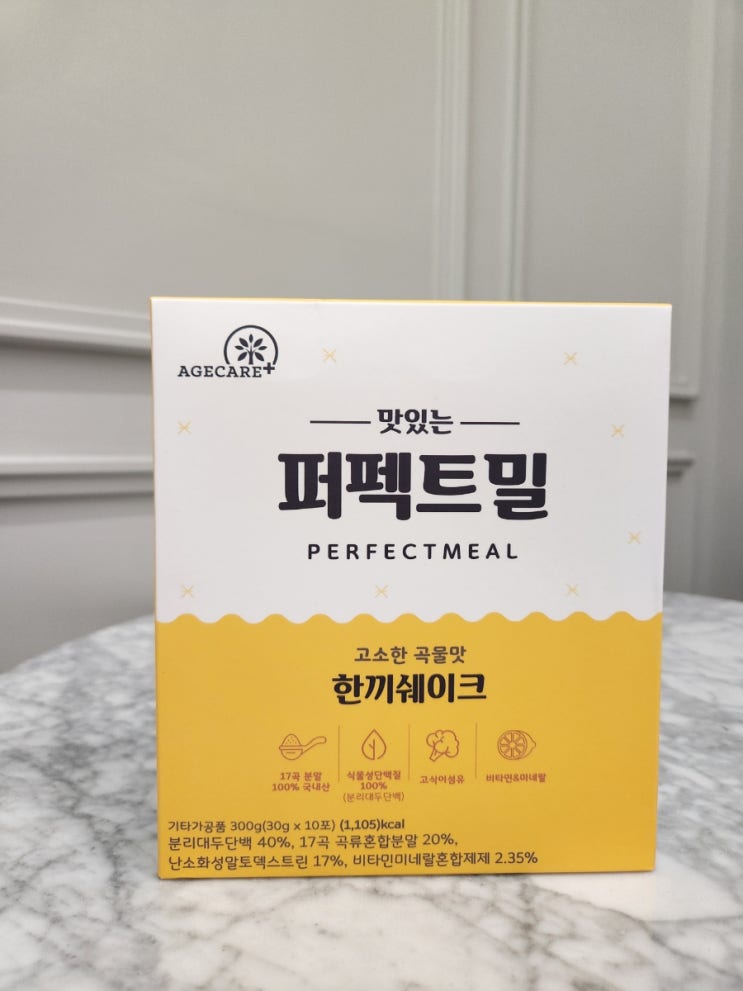 AGECARE+
맛있는
퍼펙트밀
PERFECTMEAL
고소한 곡물맛
한끼쉐이크
17곡 분말
100% 국내산
식물성단백질
100%
(분리대두단백)
고식이섬유
비타민&미네랄
기타가공품 300g(30g x 10포) (1,105)kcal
분리대두단백 40%, 17곡 곡류혼합분말 20%,
난소화성말토덱스트린 17%, 비타민미네랄혼합제제 2.35%